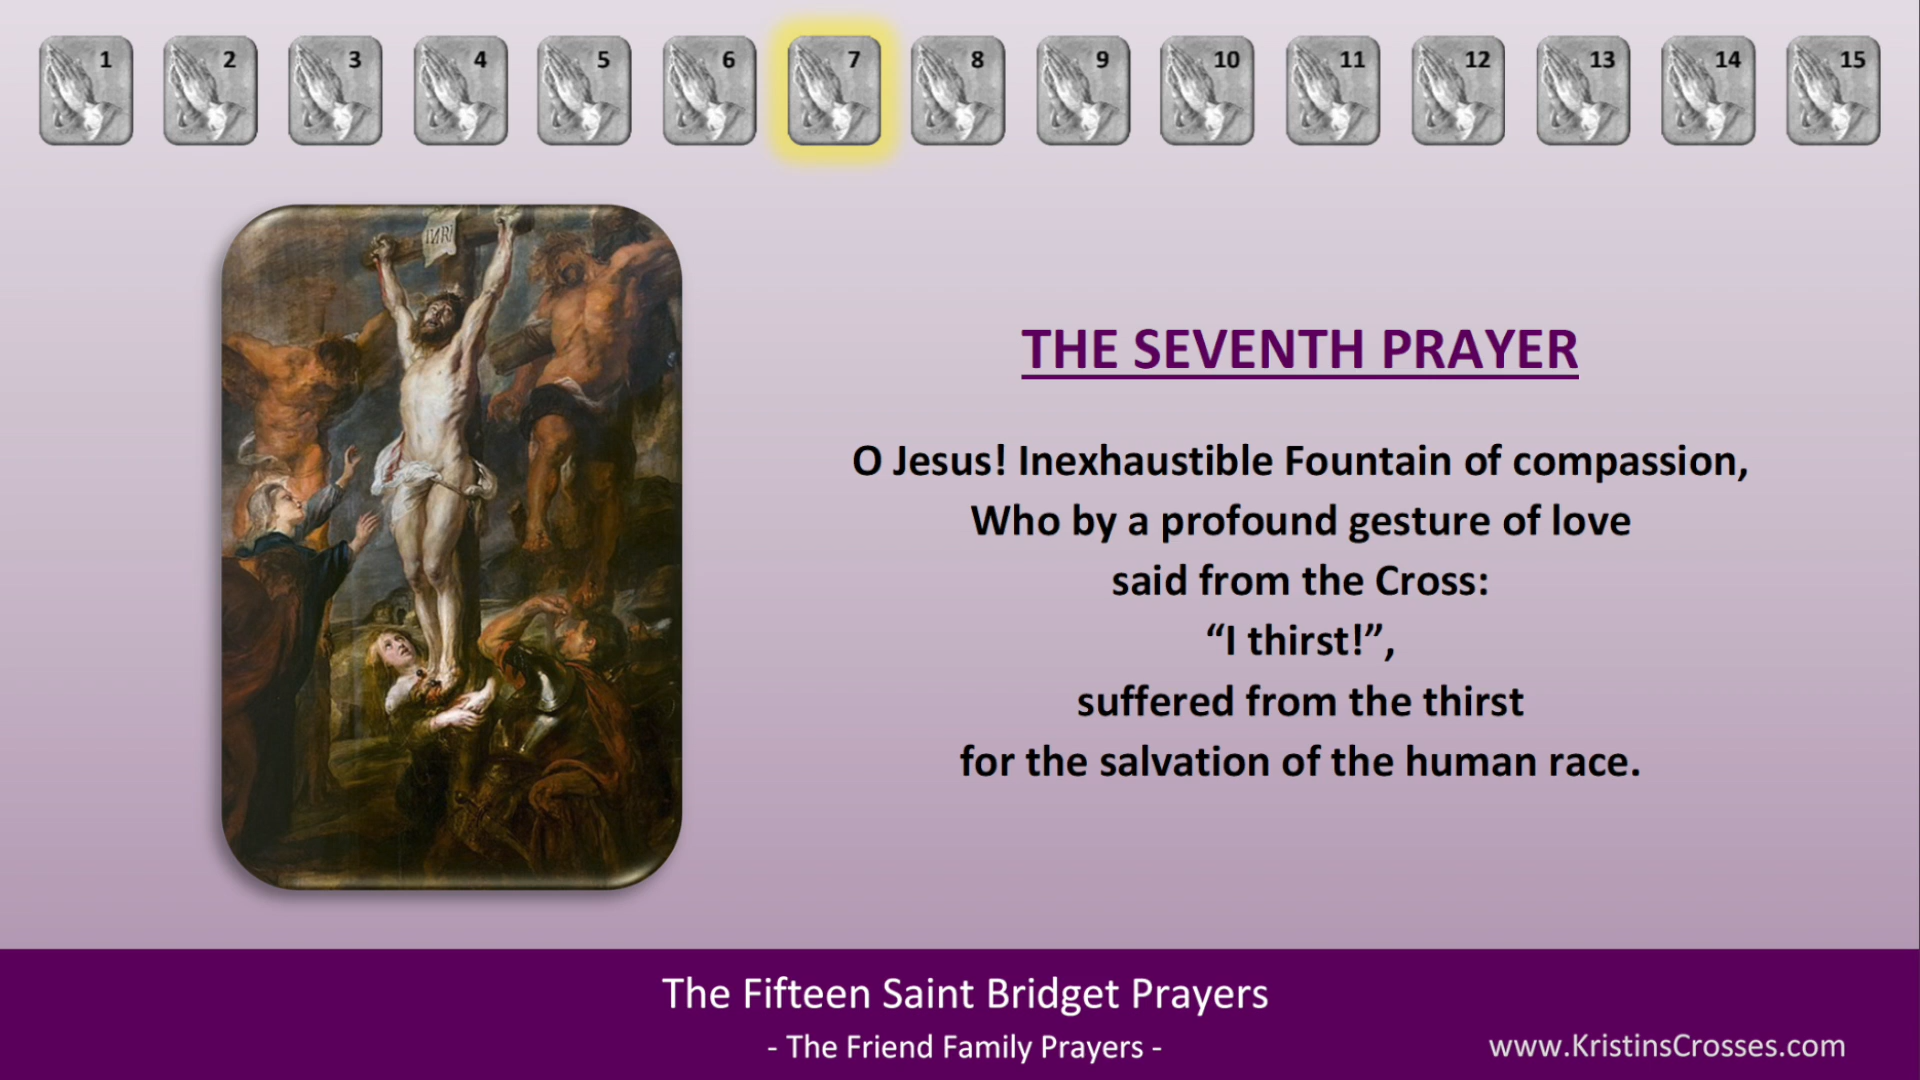 1 2 3 4 5 6 7 8 9 10 11 12 13 14 15
INRI
THE SEVENTH PRAYER
O Jesus! Inexhaustible Fountain of compassion,
Who by a profound gesture of love
said from the Cross:
“I thirst!”,
suffered from the thirst
for the salvation of the human race.
The Fifteen Saint Bridget Prayers
- The Friend Family Prayers -
www.KristinsCrosses.com